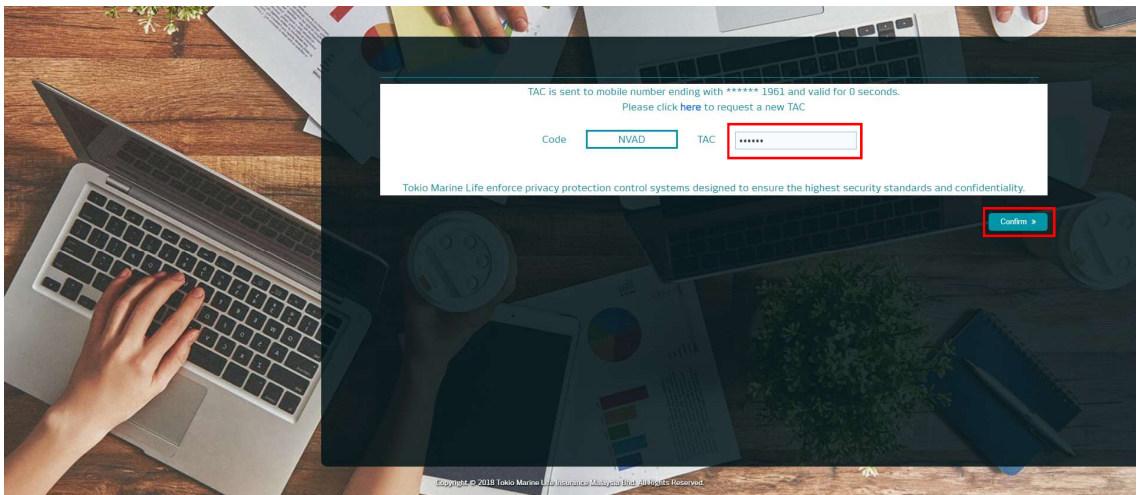 TAC is sent to mobile number ending with ****** 1961 and valid for 0 seconds.
Please click here to request a new TAC
Code NVAD TAC ••••••
Tokio Marine Life enforce privacy protection control systems designed to ensure the highest security standards and confidentiality.
Confirm »
Copyright © 2018 Tokio Marine Life Insurance Malaysia Bhd. All Rights Reserved.